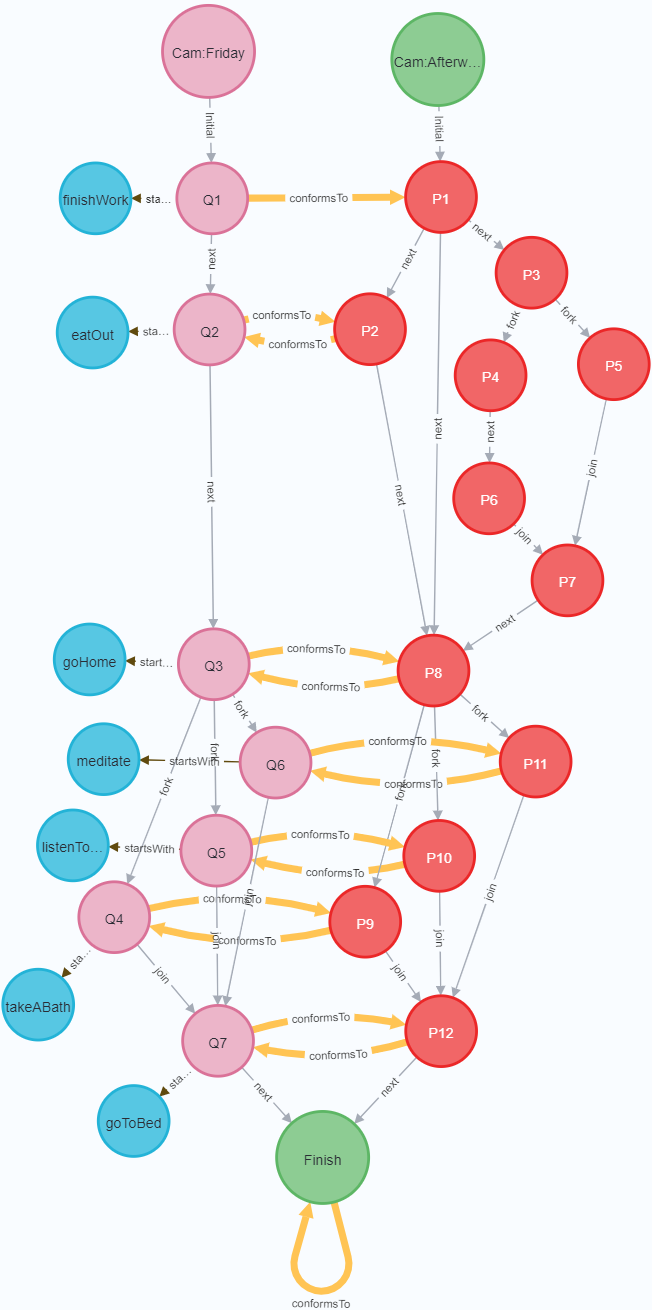 Cam:Friday
Cam:Afterw...
Initial
Initial
finishWork
sta...
Q1
conformsTo
P1
next
next
next
P3
fork
fork
eatOut
sta...
Q2
conformsTo
conformsTo
P2
P4
P5
next
next
next
next
join
P6
join
P7
next
goHome
start...
Q3
conformsTo
conformsTo
P8
fork
fork
meditate
startsWith
fork
Q6
conformsTo
conformsTo
fork
P11
fork
fork
listenTo...
startsWith
Q5
conformsTo
conformsTo
P10
Q4
conformsTo
conformsTo
P9
join
join
join
join
join
join
takeABath
sta...
Q7
conformsTo
conformsTo
P12
goToBed
sta...
next
next
Finish
conformsTo